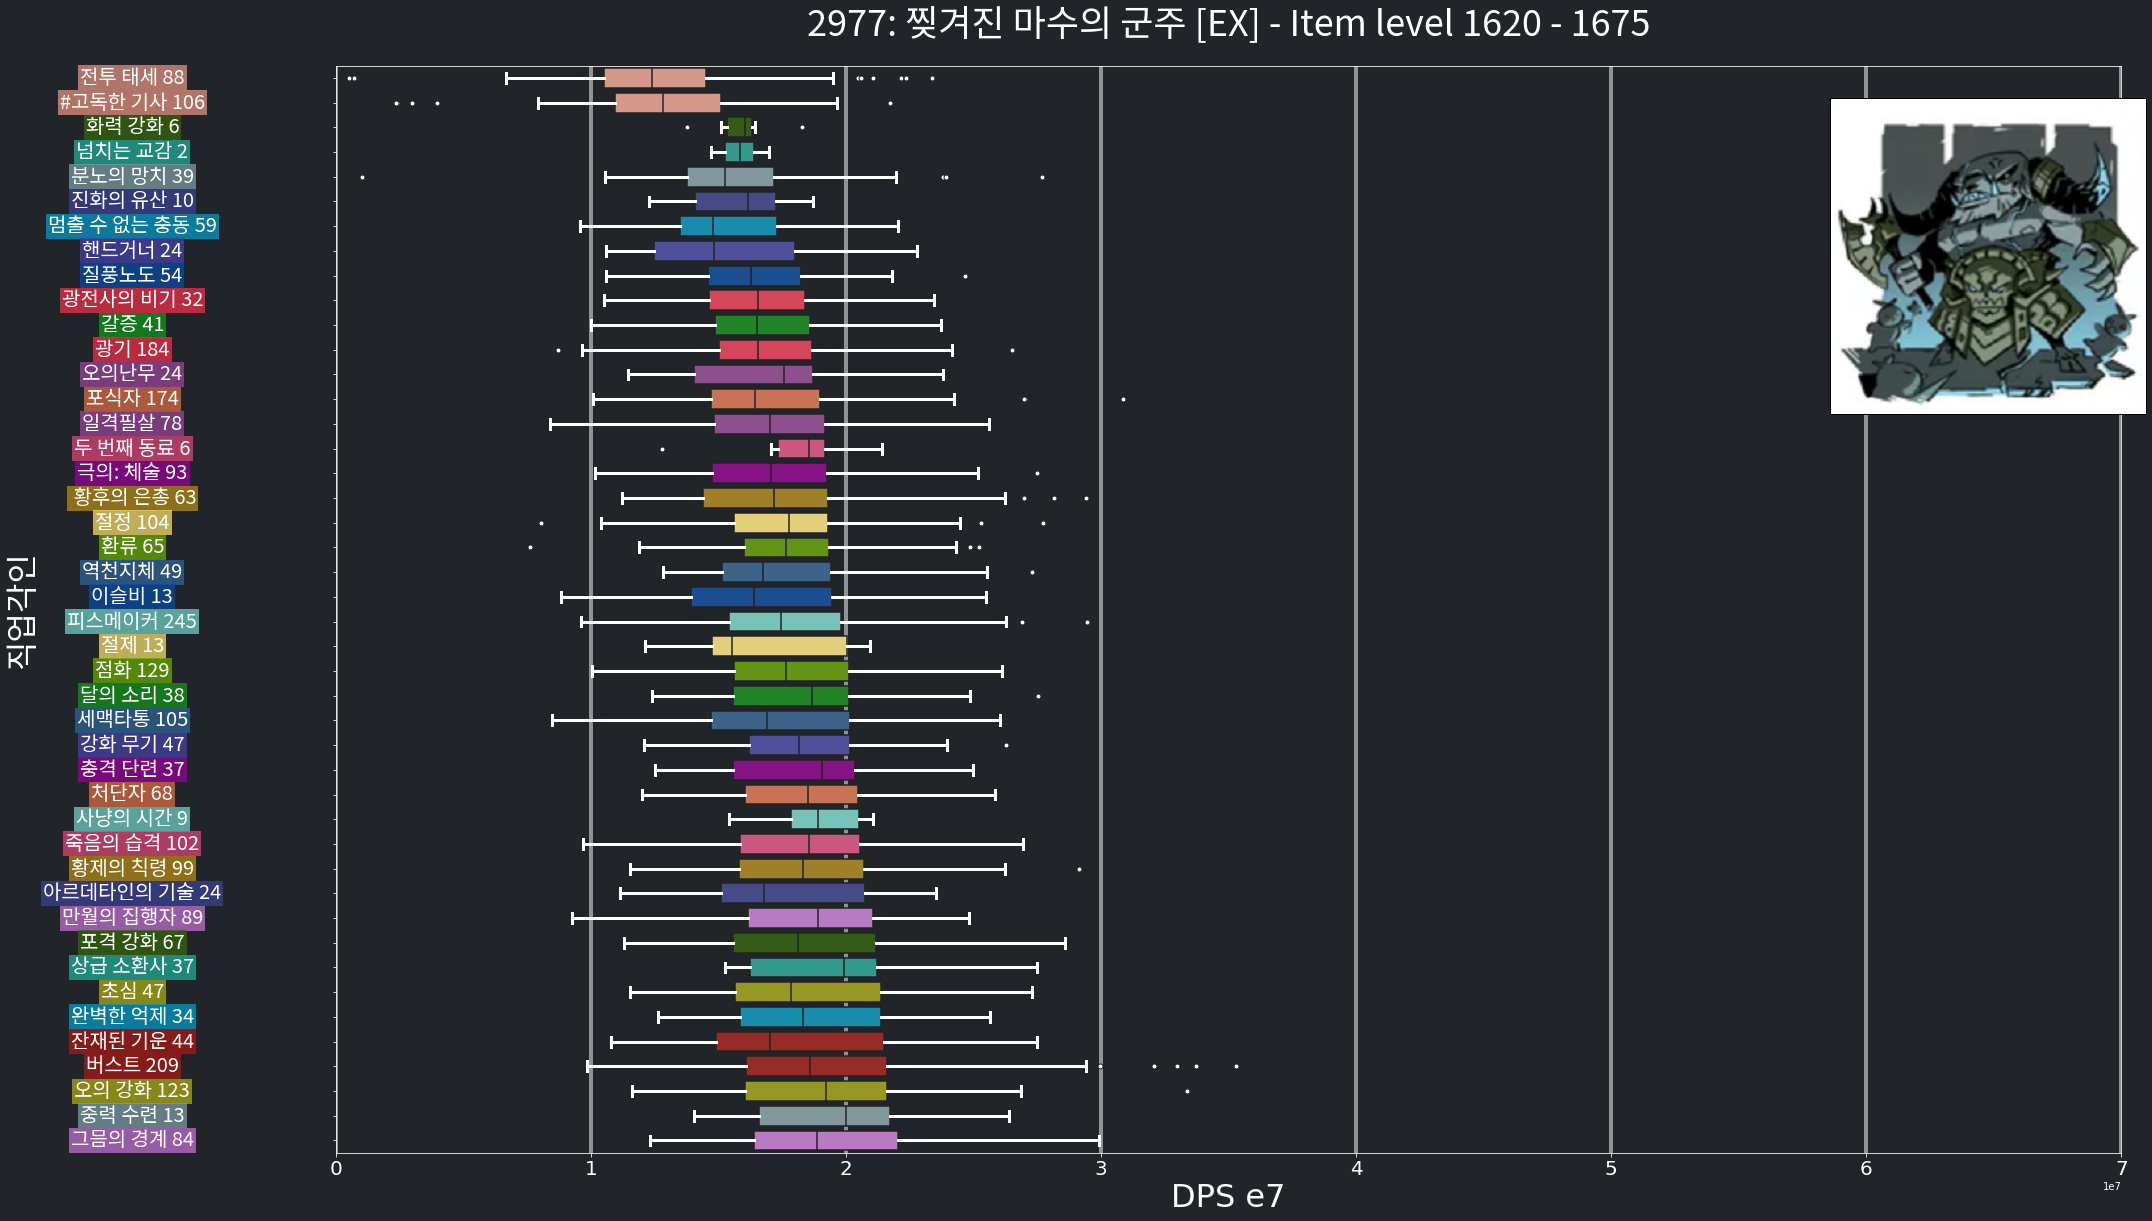 2977: 찢겨진 마수의 군주 [EX] - Item level 1620 - 1675
직업각인
전투 태세 88
#고독한 기사 106
화력 강화 6
넘치는 교감 2
분노의 망치 39
진화의 유산 10
멈출 수 없는 충동 59
핸드거너 24
질풍노도 54
광전사의 비기 32
갈증 41
광기 184
오의난무 24
포식자 174
일격필살 78
두 번째 동료 6
극의: 체술 93
황후의 은총 63
절정 104
환류 65
역천지체 49
이슬비 13
피스메이커 245
절제 13
점화 129
달의 소리 38
세맥타통 105
강화 무기 47
충격 단련 37
처단자 68
사냥의 시간 9
죽음의 습격 102
황제의 칙령 99
아르데타인의 기술 24
만월의 집행자 89
포격 강화 67
상급 소환사 37
초심 47
완벽한 억제 34
잔재된 기운 44
버스트 209
오의 강화 123
중력 수련 13
그믐의 경계 84
0 1 2 3 4 5 6 7
1e7
DPS e7